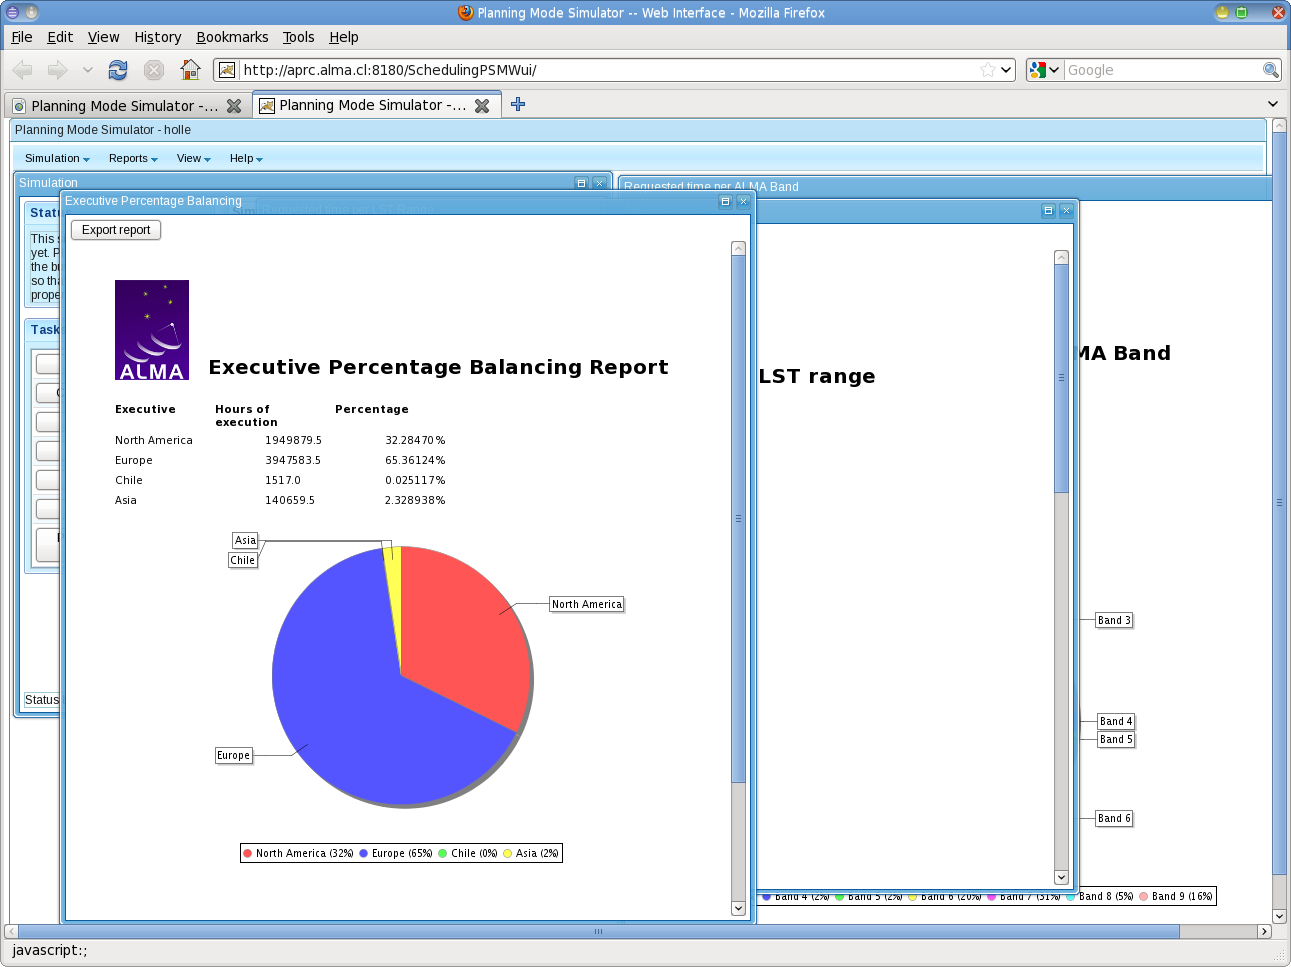 Planning Mode Simulator -- Web Interface - Mozilla Firefox
File Edit View History Bookmarks Tools Help
http://aprc.alma.cl:8180/SchedulingPSMWui/
Google
Planning Mode Simulator -...
Planning Mode Simulator -...
Planning Mode Simulator - holle
Simulation Reports View Help
Simulation
Requested time per ALMA Band
Executive Percentage Balancing
Export report
This
yet. P
the b
so tha
prope
Task
Status
ALMA
Executive Percentage Balancing Report
Executive Hours of execution Percentage
North America 1949879.5 32.28470%
Europe 3947583.5 65.36124%
Chile 1517.0 0.025117%
Asia 140659.5 2.328938%
Asia
Chile
North America
Europe
North America (32%) Europe (65%) Chile (0%) Asia (2%)
LST range
MA Band
Band 3
Band 4
Band 5
Band 6
Band 4 (2%) Band 5 (2%) Band 6 (20%) Band 7 (31%) Band 8 (5%) Band 9 (16%)
javascript:;